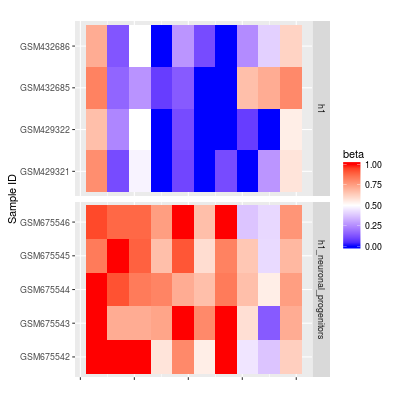 GSM432686
GSM432685
GSM429322
GSM429321
h1
GSM675546
GSM675545
GSM675544
GSM675543
GSM675542
h1_neuronal_progenitors
Sample ID
beta
1.00
0.75
0.50
0.25
0.00